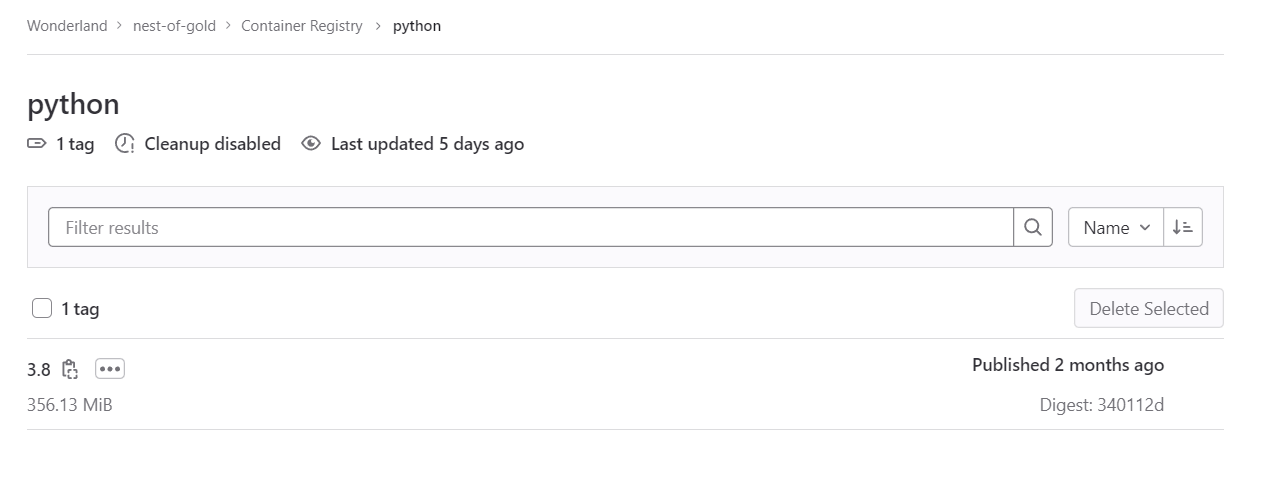 Wonderland > nest-of-gold > Container Registry > python
python
1 tag Cleanup disabled Last updated 5 days ago
Filter results Name
1 tag Delete Selected
3.8 Published 2 months ago
356.13 MiB Digest: 340112d